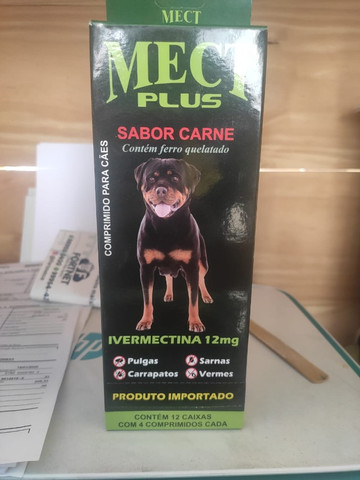 MECT
MECT
PLUS
SABOR CARNE
Contém ferro quelatado
COMPRIMIDO PARA CÃES
IVERMECTINA 12mg
Pulgas
Sarnas
Carrapatos
Vermes
PRODUTO IMPORTADO
CONTÉM 12 CAIXAS
COM 4 COMPRIMIDOS CADA